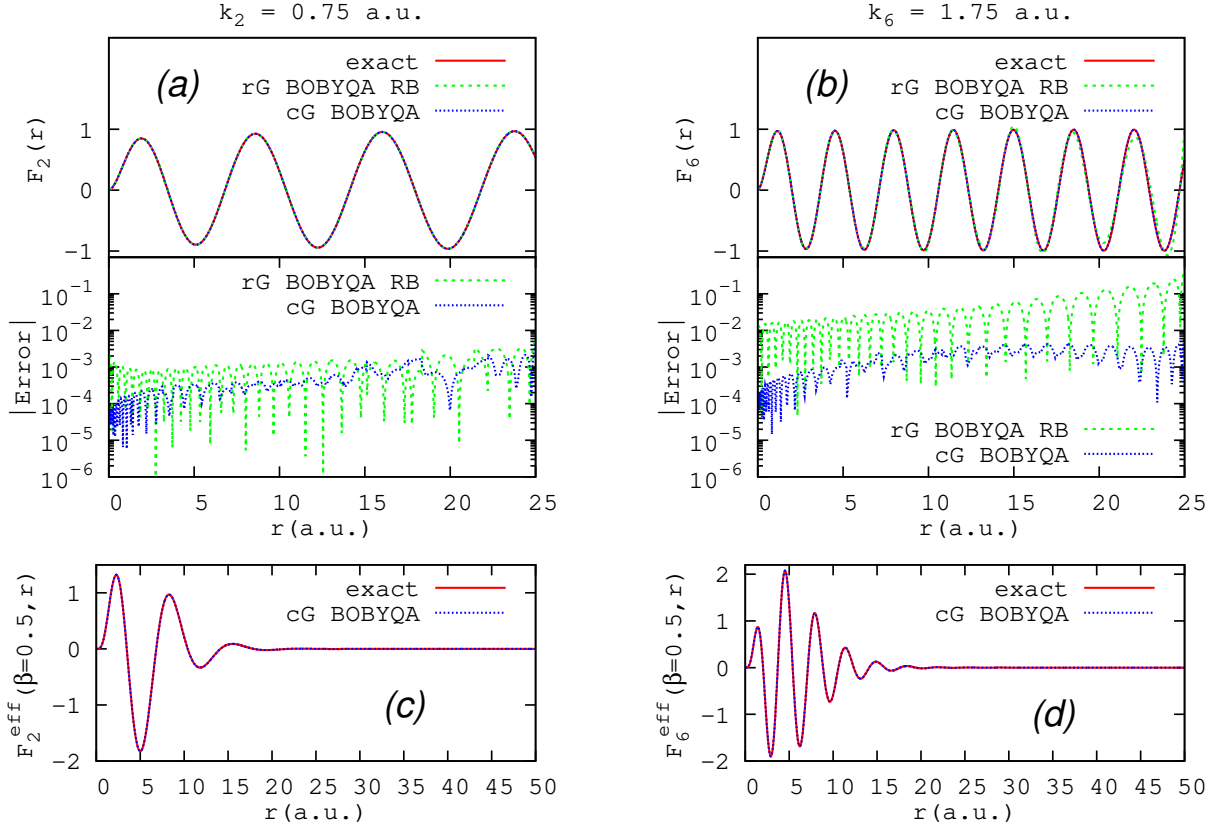 k2 = 0.75 a.u.
k6 = 1.75 a.u.
(a)
exact
rG BOBYQA RB
cG BOBYQA
F2(r)
1
0
-1
rG BOBYQA RB
cG BOBYQA
|Error|
10^-1
10^-2
10^-3
10^-4
10^-5
10^-6
0 5 10 15 20 25
r(a.u.)
(b)
exact
rG BOBYQA RB
cG BOBYQA
F6(r)
1
0
-1
|Error|
10^-1
10^-2
10^-3
10^-4
10^-5
10^-6
rG BOBYQA RB
cG BOBYQA
0 5 10 15 20 25
r(a.u.)
exact
cG BOBYQA
F2^eff(β=0.5,r)
1
0
-1
-2
(c)
0 5 10 15 20 25 30 35 40 45 50
r(a.u.)
exact
cG BOBYQA
F6^eff(β=0.5,r)
2
1
0
-1
-2
(d)
0 5 10 15 20 25 30 35 40 45 50
r(a.u.)